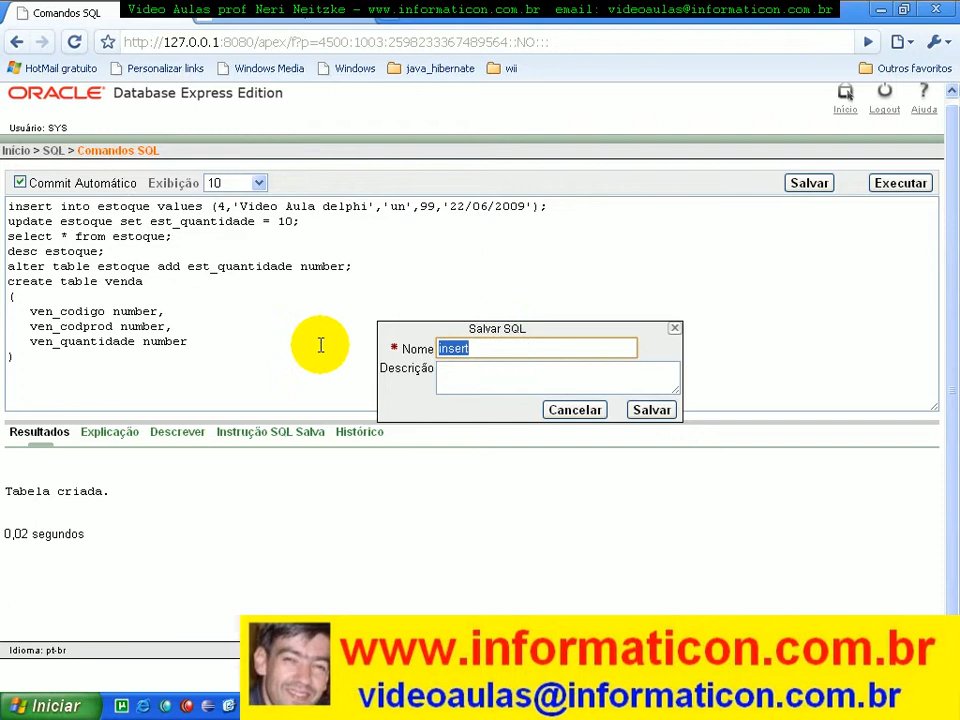 Comandos SQL
Video Aulas prof Neri Neitzke – www.informaticon.com.br  email: videoaulas@informaticon.com.br
http://127.0.0.1:8080/apex/f?p=4500:1003:2598233367489564::NO:::
HotMail gratuito Personalizar links Windows Media Windows java_hibernate wii Outros favoritos
ORACLE Database Express Edition
Início Logout Ajuda
Usuário: SYS
Início > SQL > Comandos SQL
Commit Automático Exibição 10 Salvar Executar
insert into estoque values (4,'Video Aula delphi','un',99,'22/06/2009');
update estoque set est_quantidade = 10;
select * from estoque;
desc estoque;
alter table estoque add est_quantidade number;
create table venda
(
ven_codigo number,
ven_codprod number,
ven_quantidade number
)
Salvar SQL
* Nome insert
Descrição
Cancelar Salvar
Resultados Explicação Descrever Instrução SQL Salva Histórico
Tabela criada.
0,02 segundos
Idioma: pt-br
www.informaticon.com.br
videoaulas@informaticon.com.br
Iniciar